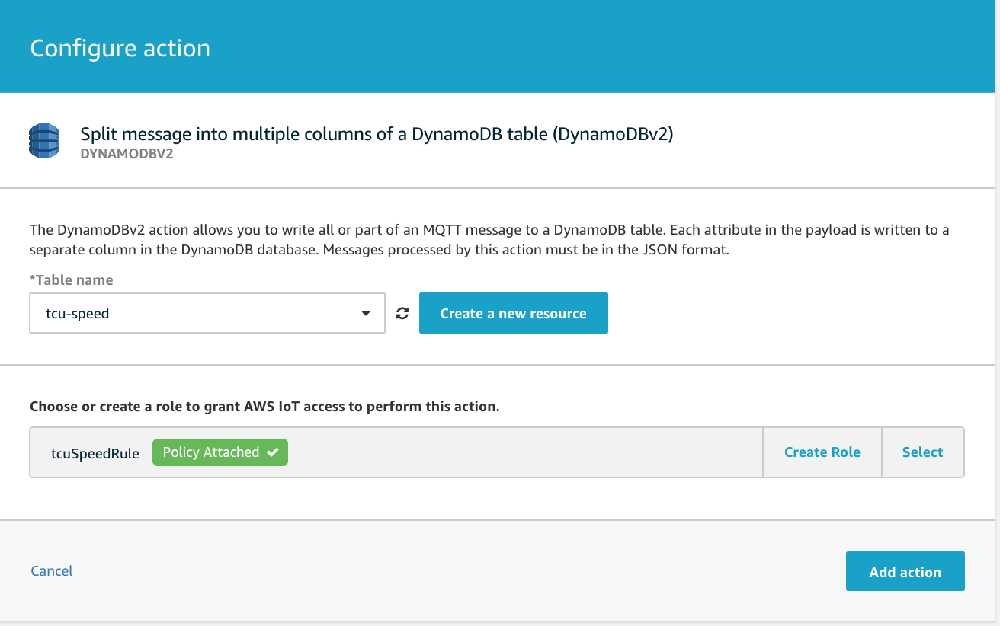 Configure action
Split message into multiple columns of a DynamoDB table (DynamoDBv2)
DYNAMODBV2
The DynamoDBv2 action allows you to write all or part of an MQTT message to a DynamoDB table. Each attribute in the payload is written to a
separate column in the DynamoDB database. Messages processed by this action must be in the JSON format.
*Table name
tcu-speed
Create a new resource
Choose or create a role to grant AWS IoT access to perform this action.
tcuSpeedRule
Policy Attached
Create Role
Select
Cancel
Add action